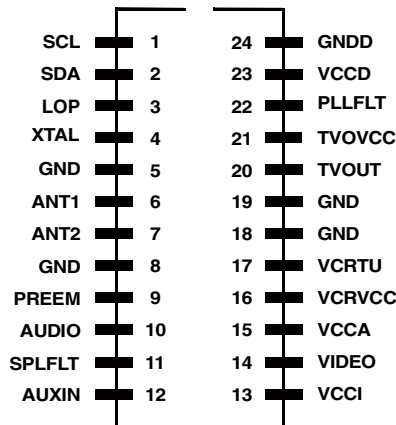 SCL 1 24 GNDD
SDA 2 23 VCCD
LOP 3 22 PLLFLT
XTAL 4 21 TVOVCC
GND 5 20 TVOUT
ANT1 6 19 GND
ANT2 7 18 GND
GND 8 17 VCRTU
PREEM 9 16 VCRVCC
AUDIO 10 15 VCCA
SPLFLT 11 14 VIDEO
AUXIN 12 13 VCCI